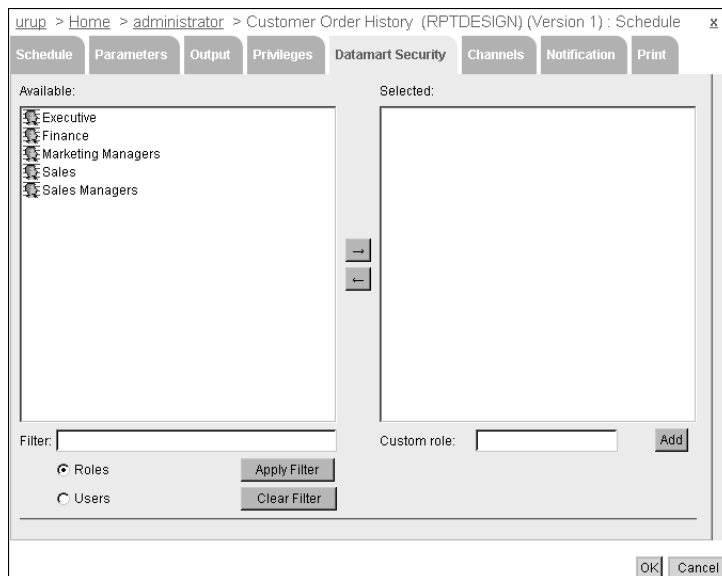 urup > Home > administrator > Customer Order History (RPTDESIGN) (Version 1) : Schedule x
Schedule Parameters Output Privileges Datamart Security Channels Notification Print
Available: Selected:
Executive
Finance
Marketing Managers
Sales
Sales Managers
→
←
Filter: Custom role: Add
Roles Apply Filter
Users Clear Filter
OK Cancel